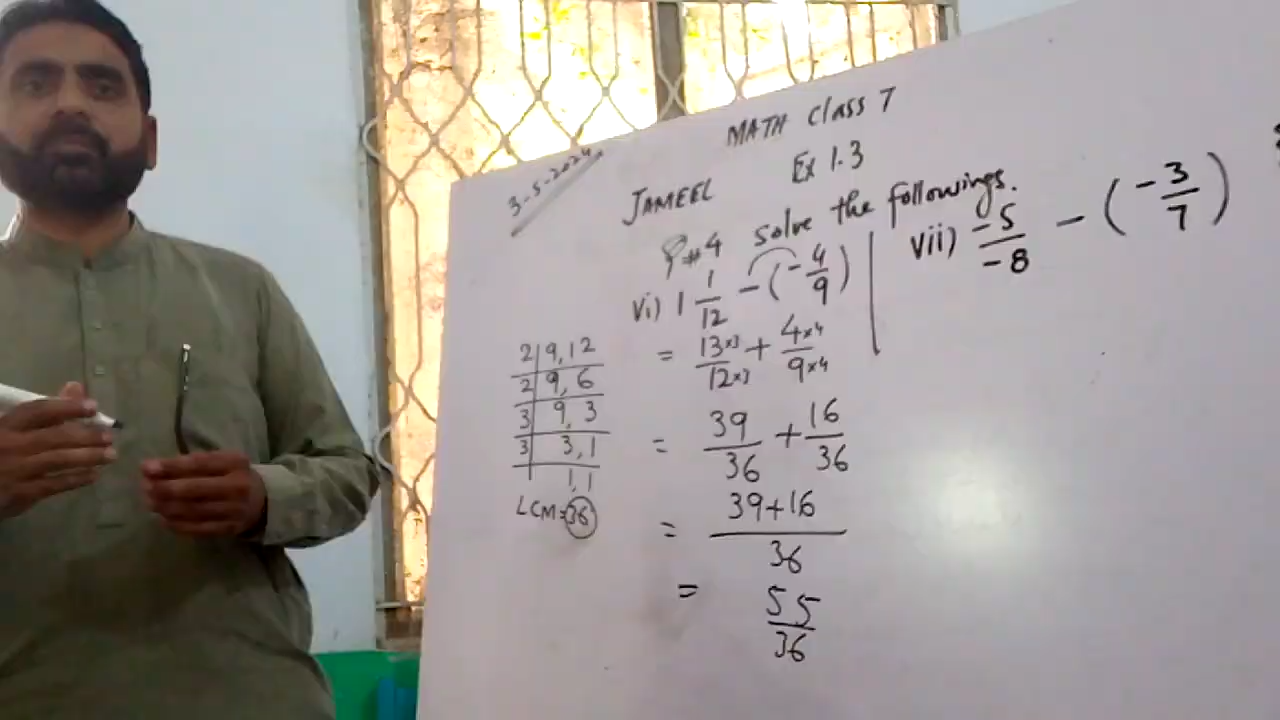 MATH Class 7
3-5-2024
JAMEEL Ex 1.3
Q#4 Solve the followings.
vi) 1 1/12 - (-4/9)
= 13×3/12×3 + 4×4/9×4
= 39/36 + 16/36
= 39+16/36
= 55/36
2|9,12
2|9,6
3|9,3
3|3,1
|1,1
LCM=36
vii) -5/-8 - (-3/7)